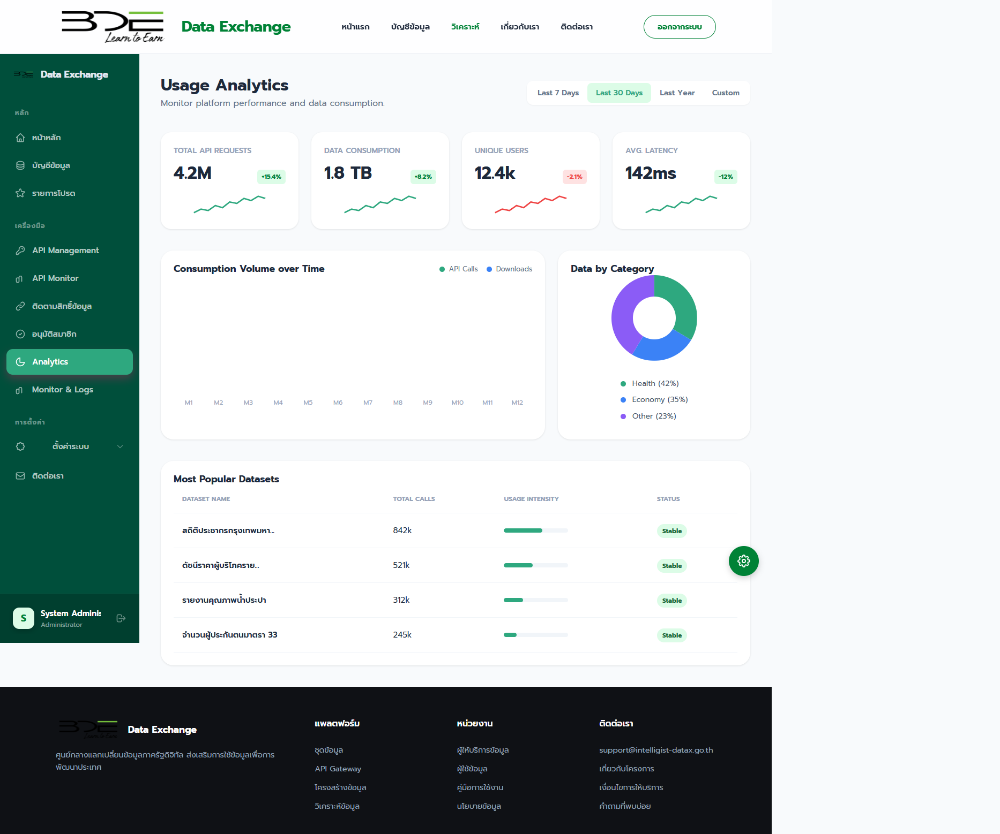 BDE
Learn to Earn
Data Exchange
หน้าแรก
บัญชีข้อมูล
วิเคราะห์
เกี่ยวกับเรา
ติดต่อเรา
ออกจากระบบ
BDE Data Exchange
หลัก
หน้าหลัก
บัญชีข้อมูล
รายการโปรด
เครื่องมือ
API Management
API Monitor
ติดตามสิทธิ์ข้อมูล
อนุมัติสมาชิก
Analytics
Monitor & Logs
การตั้งค่า
ตั้งค่าระบบ
ติดต่อเรา
S
System Adminis
Administrator
Usage Analytics
Monitor platform performance and data consumption.
Last 7 Days
Last 30 Days
Last Year
Custom
TOTAL API REQUESTS
4.2M
+15.4%
DATA CONSUMPTION
1.8 TB
+8.2%
UNIQUE USERS
12.4k
-2.1%
AVG. LATENCY
142ms
-12%
Consumption Volume over Time
API Calls
Downloads
M1 M2 M3 M4 M5 M6 M7 M8 M9 M10 M11 M12
Data by Category
Health (42%)
Economy (35%)
Other (23%)
Most Popular Datasets
DATASET NAME TOTAL CALLS USAGE INTENSITY STATUS
สถิติประชากรกรุงเทพมหา... 842k Stable
ดัชนีราคาผู้บริโภคราย... 521k Stable
รายงานคุณภาพน้ำประปา 312k Stable
จำนวนผู้ประกันตนมาตรา 33 245k Stable
BDE
Learn to Earn
Data Exchange
ศูนย์กลางแลกเปลี่ยนข้อมูลภาครัฐดิจิทัล ส่งเสริมการใช้ข้อมูลเพื่อการ
พัฒนาประเทศ
แพลตฟอร์ม
ชุดข้อมูล
API Gateway
โครงสร้างข้อมูล
วิเคราะห์ข้อมูล
หน่วยงาน
ผู้ให้บริการข้อมูล
ผู้ใช้ข้อมูล
คู่มือการใช้งาน
นโยบายข้อมูล
ติดต่อเรา
support@intelligist-datax.go.th
เกี่ยวกับโครงการ
เงื่อนไขการให้บริการ
คำถามที่พบบ่อย